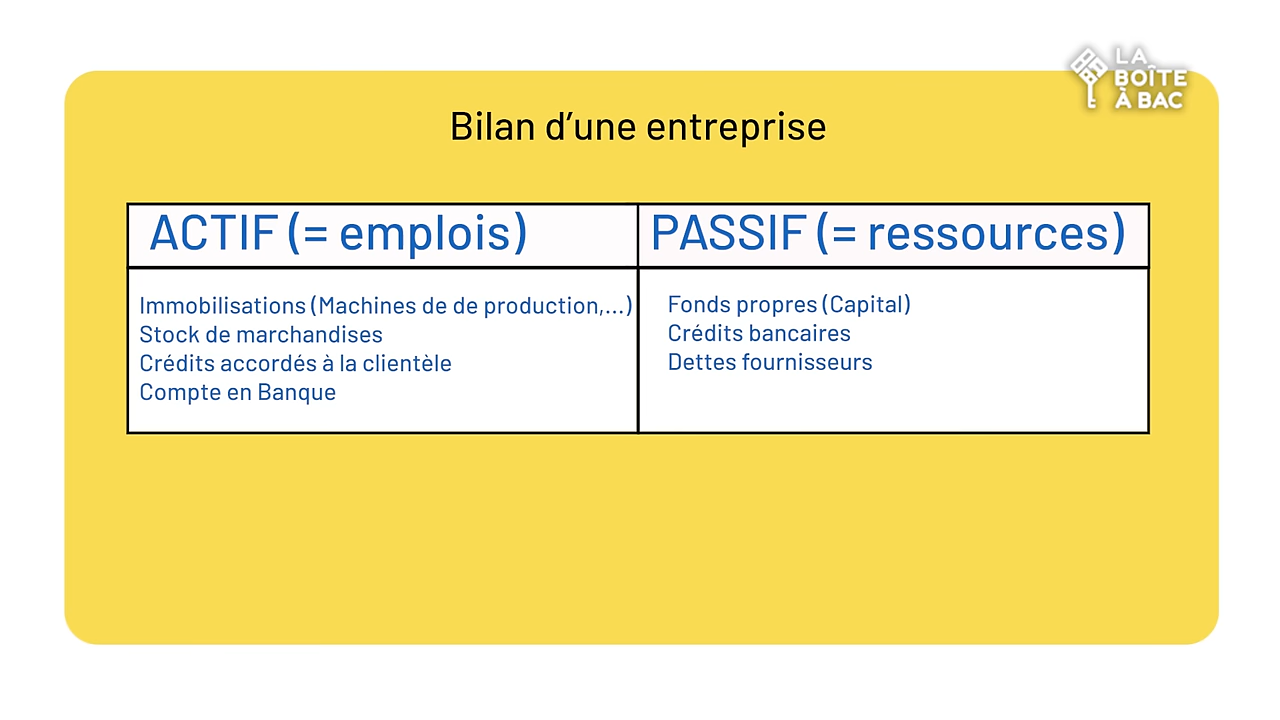 LA
BOÎTE
À BAC
Bilan d’une entreprise
ACTIF (= emplois)
PASSIF (= ressources)
Immobilisations (Machines de de production,...)
Stock de marchandises
Crédits accordés à la clientèle
Compte en Banque
Fonds propres (Capital)
Crédits bancaires
Dettes fournisseurs